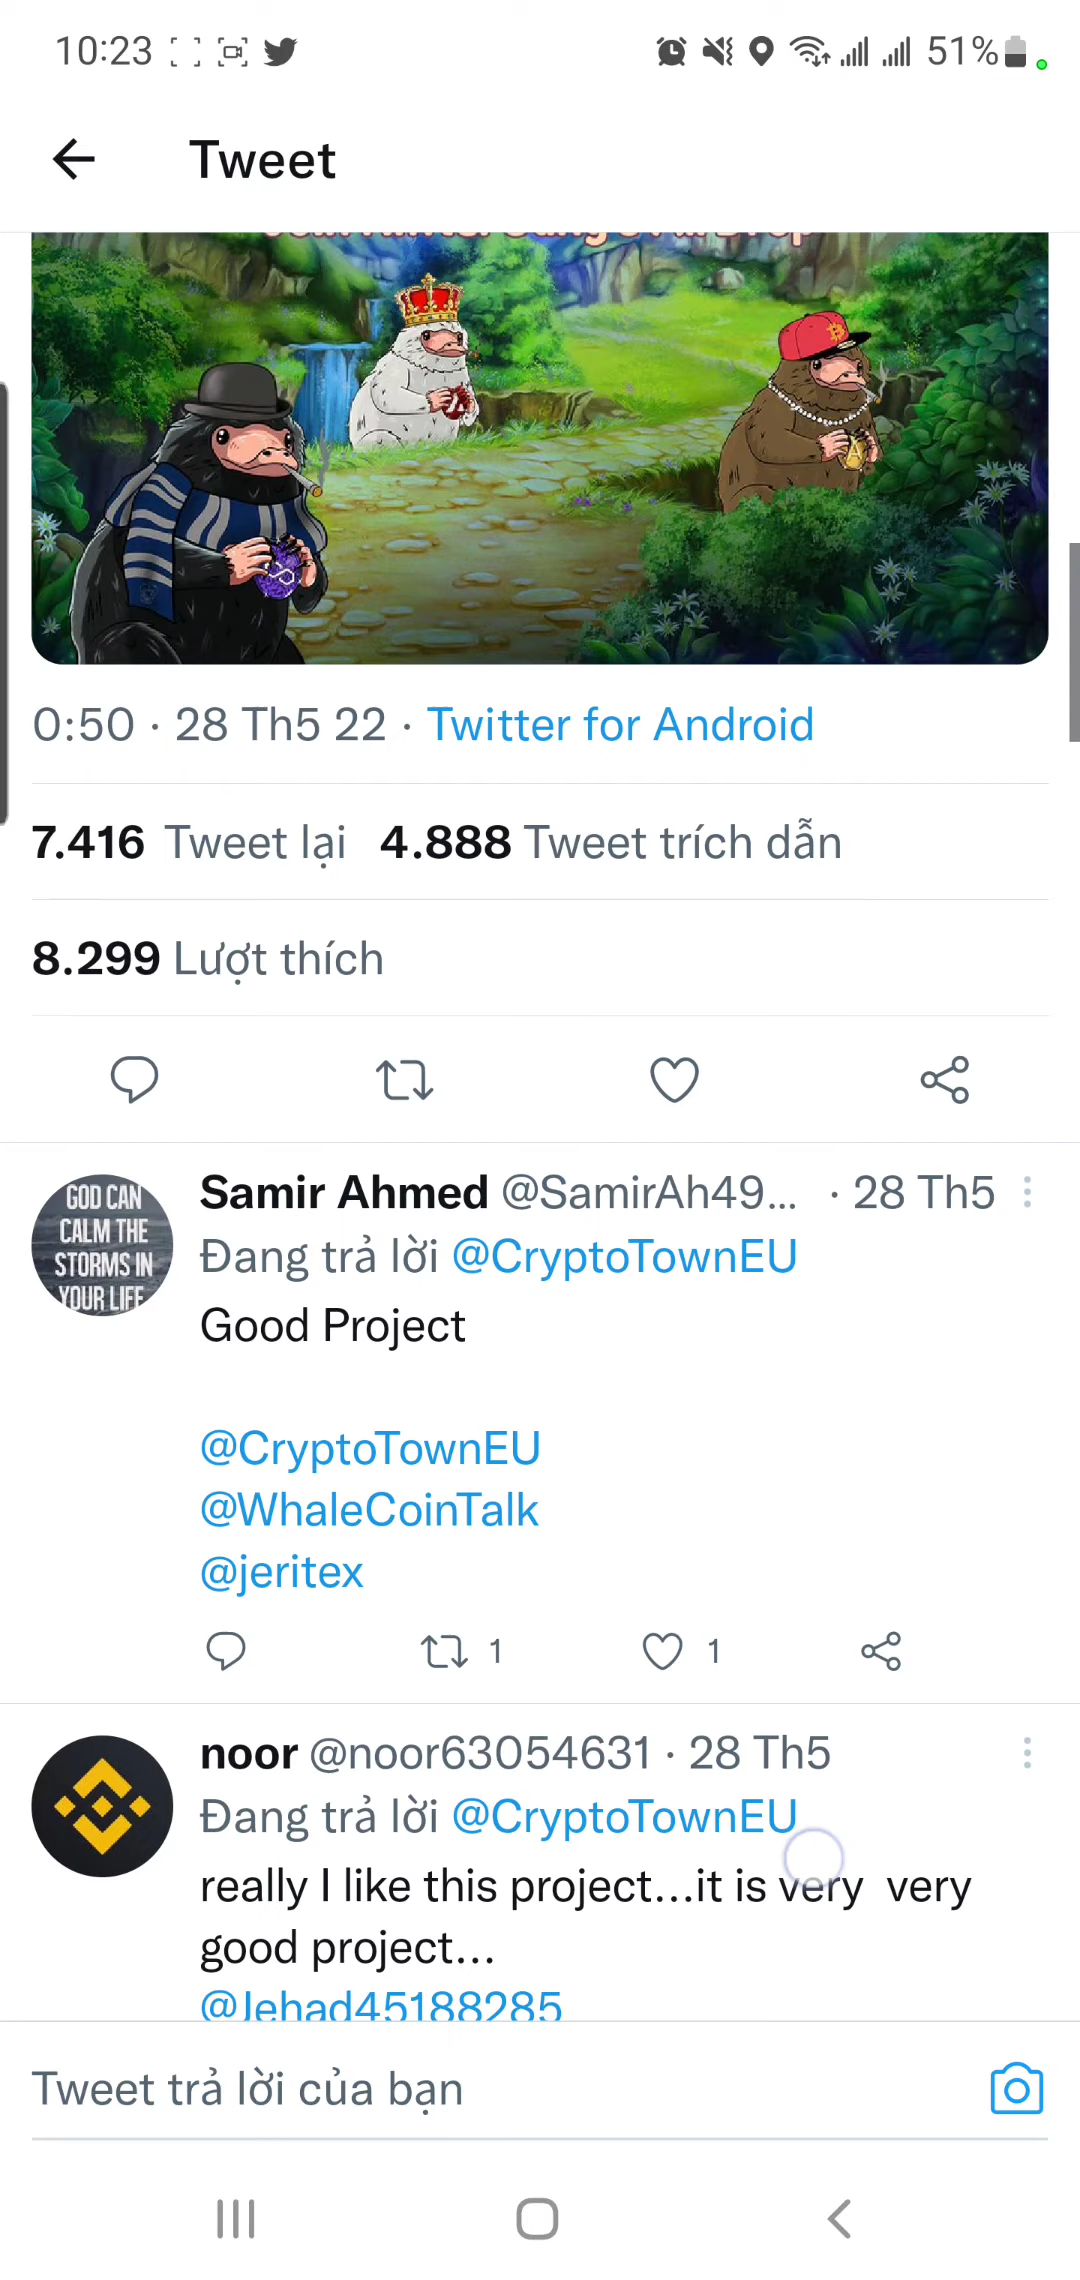 10:23
51%
Tweet
0:50 · 28 Th5 22 · Twitter for Android
7.416 Tweet lại 4.888 Tweet trích dẫn
8.299 Lượt thích
GOD CAN
CALM THE
STORMS IN
YOUR LIFE
Samir Ahmed @SamirAh49... · 28 Th5
Đang trả lời @CryptoTownEU
Good Project
@CryptoTownEU
@WhaleCoinTalk
@jeritex
1
1
noor @noor63054631 · 28 Th5
Đang trả lời @CryptoTownEU
really I like this project...it is very very
good project...
@Jehad45188285
Tweet trả lời của bạn